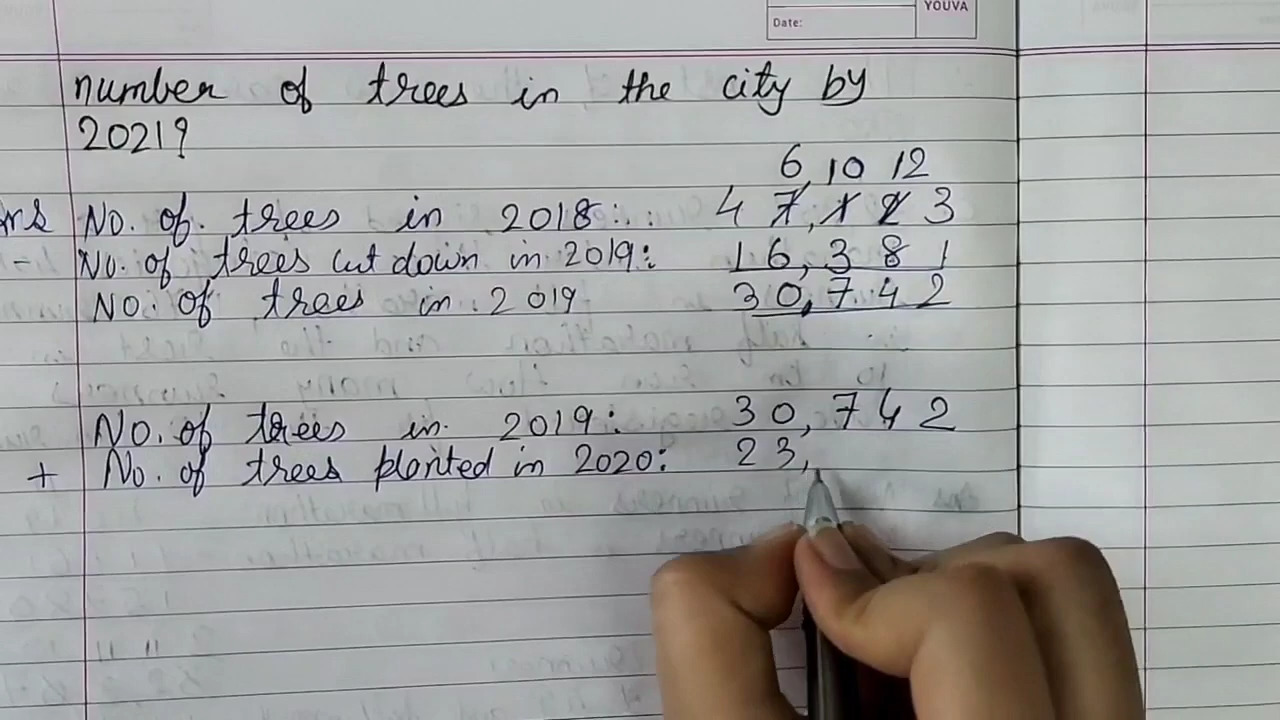 YOUVA
Date:
number of trees in the city by
2021?
6 10 12
No. of. trees in 2018: 4 7,1 2 3
- No. of trees cut down in 2019: 1 6,3 8 1
No. of trees in 2019 3 0,7 4 2
No. of trees in 2019: 3 0,7 4 2
+ No. of trees planted in 2020: 2 3,